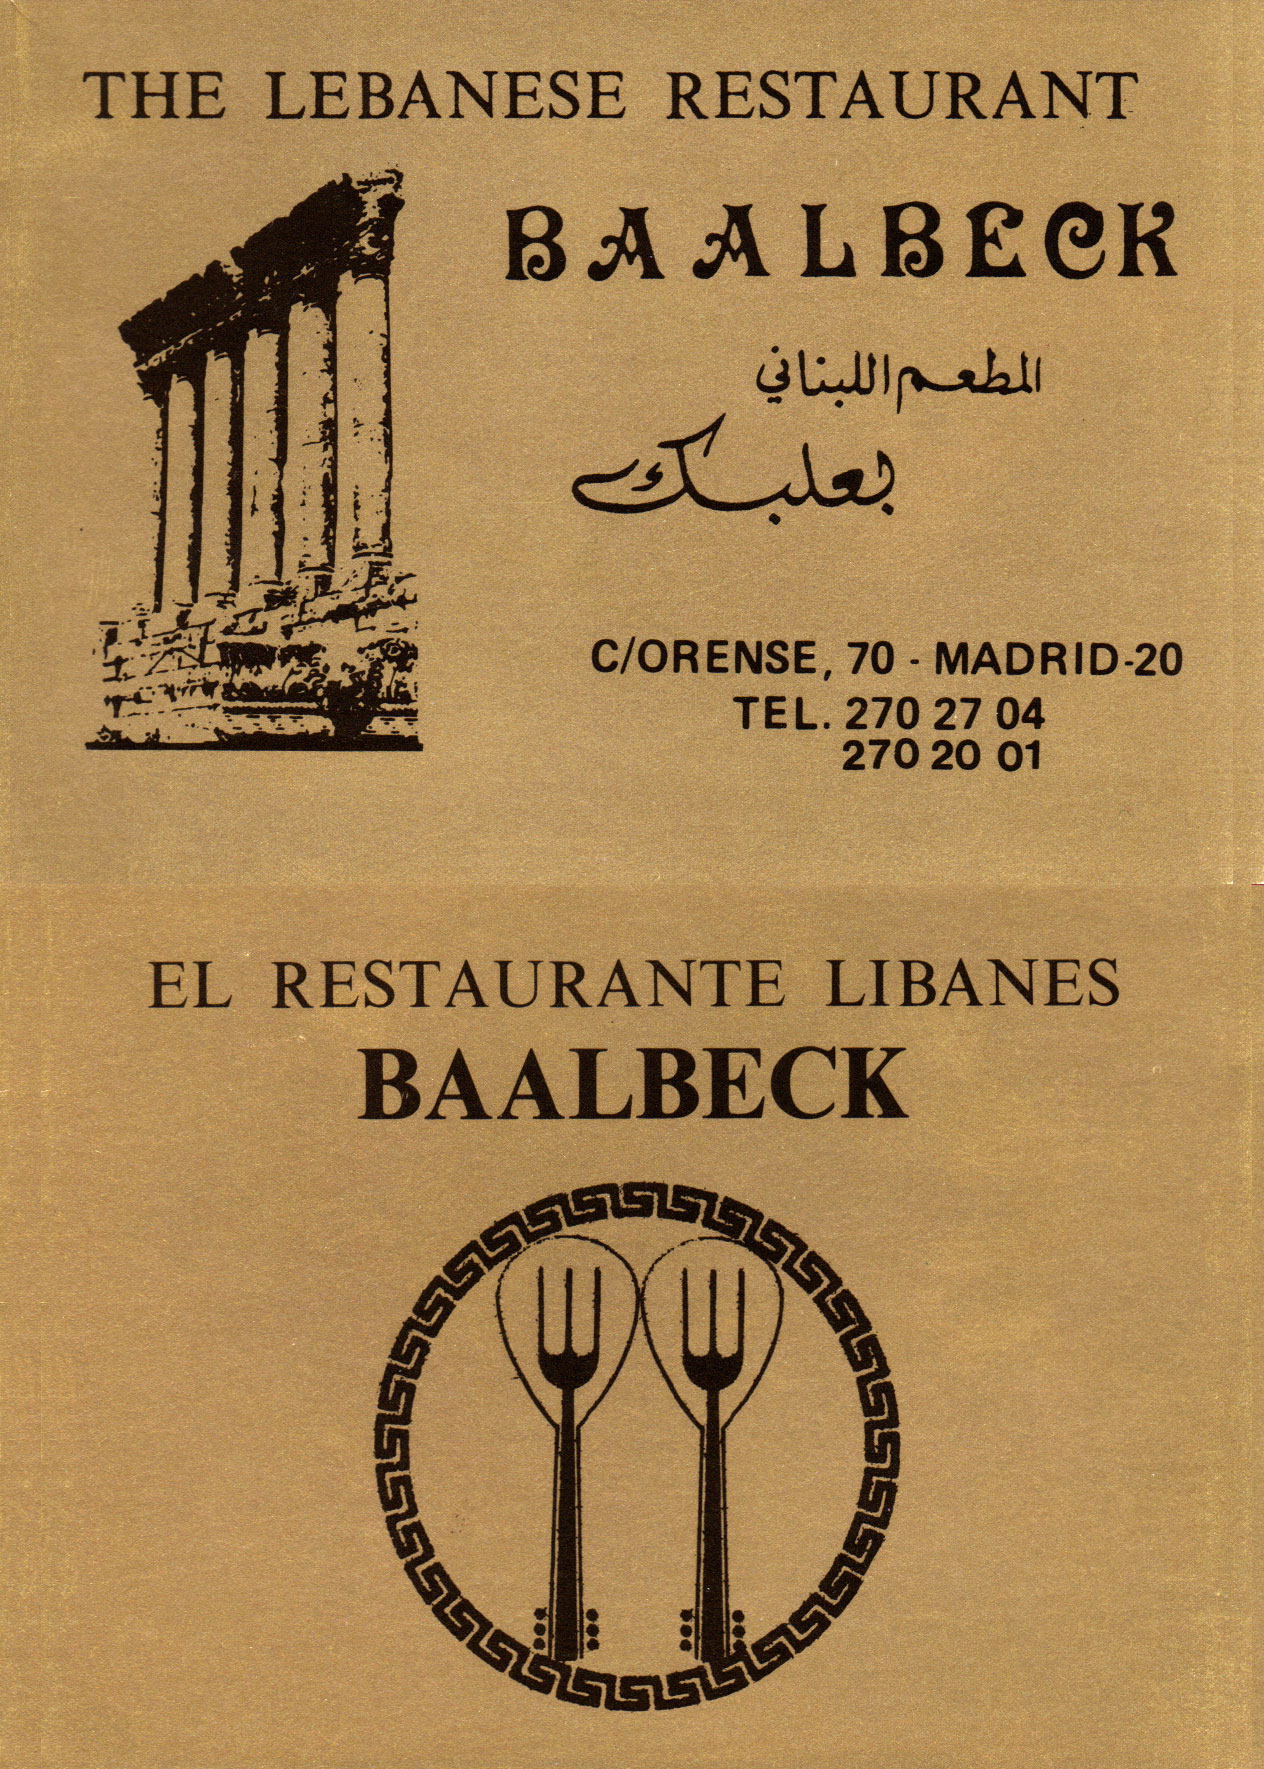 THE LEBANESE RESTAURANT
BAALBECK
المطعم اللبناني
بعلبك
C/ORENSE, 70 - MADRID-20
TEL. 270 27 04
270 20 01
EL RESTAURANTE LIBANES
BAALBECK